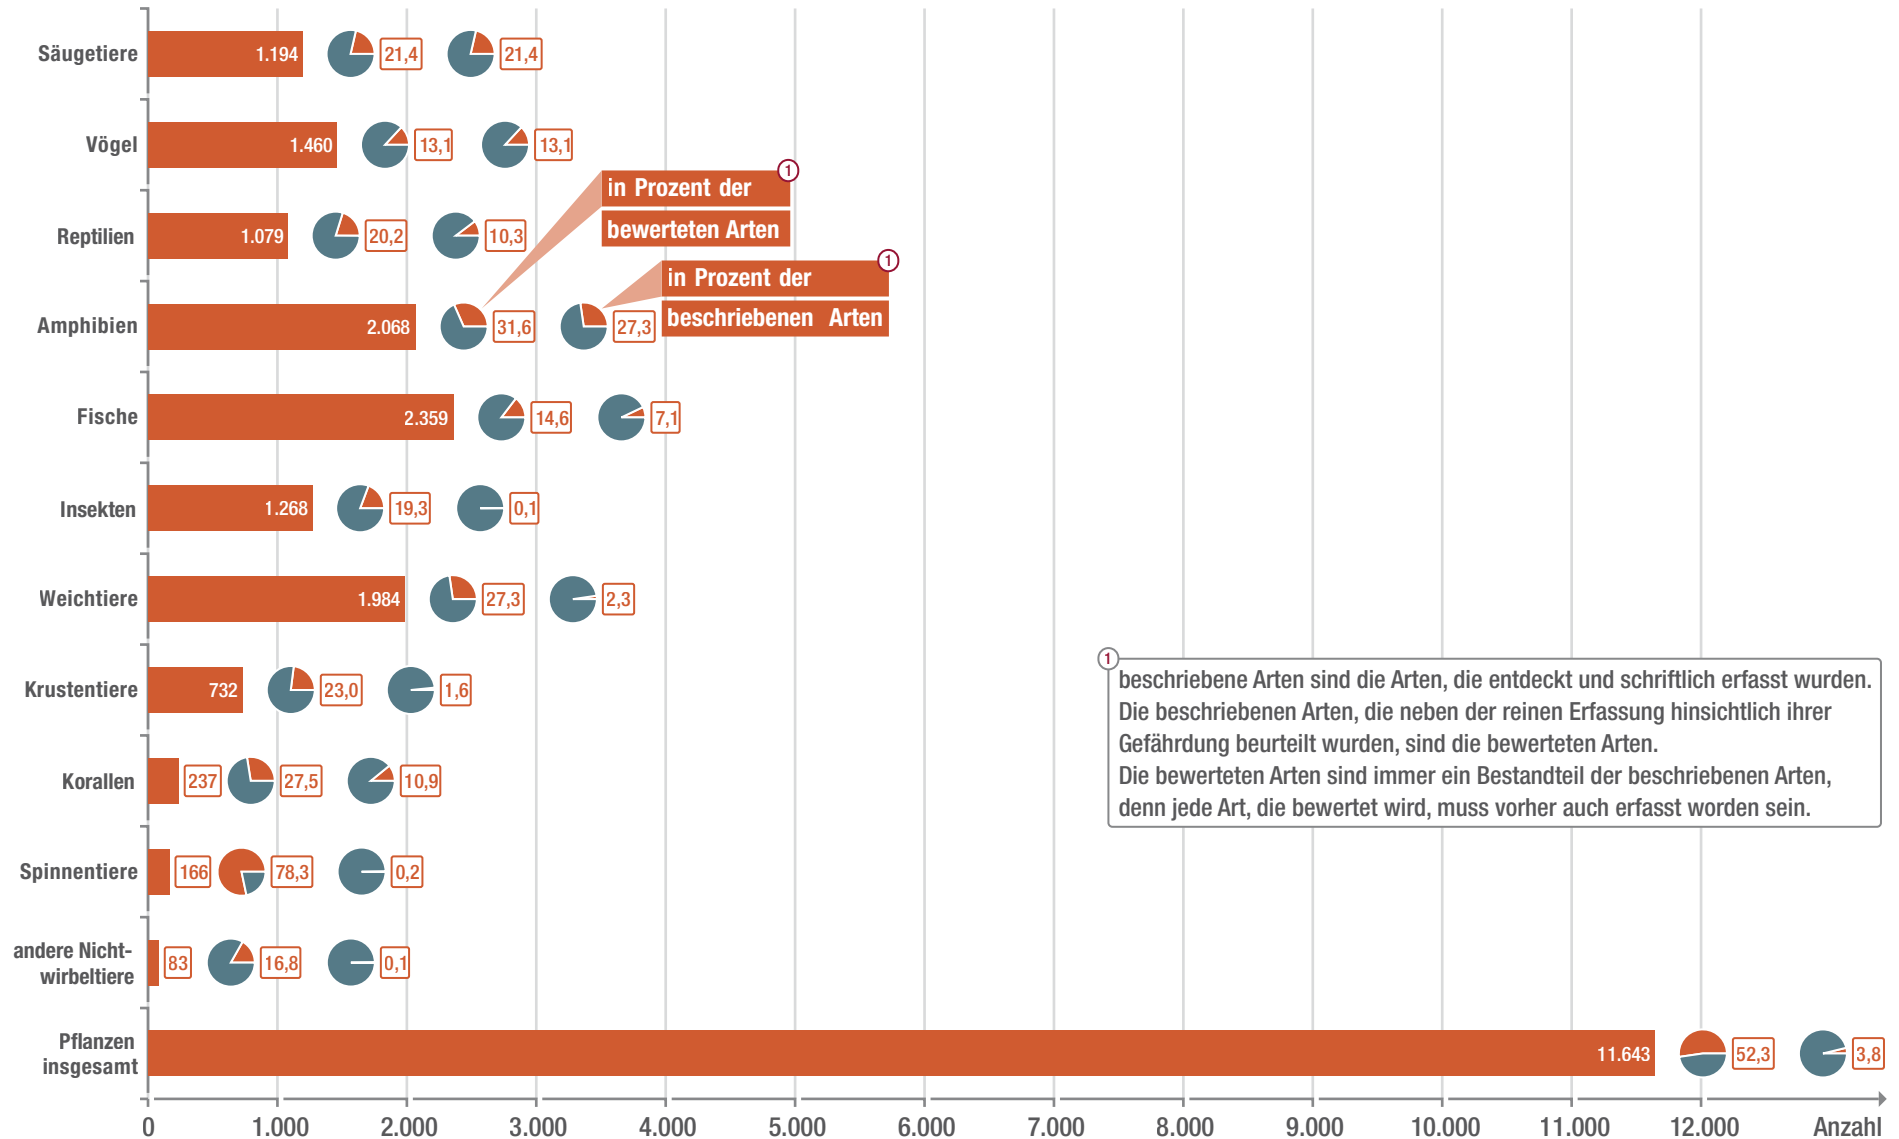 Säugetiere 1.194 21,4 21,4
Vögel 1.460 13,1 13,1
1
in Prozent der
bewerteten Arten
Reptilien 1.079 20,2 10,3
1
in Prozent der
beschriebenen Arten
Amphibien 2.068 31,6 27,3
Fische 2.359 14,6 7,1
Insekten 1.268 19,3 0,1
Weichtiere 1.984 27,3 2,3
Krustentiere 732 23,0 1,6
1
beschriebene Arten sind die Arten, die entdeckt und schriftlich erfasst wurden.
Die beschriebenen Arten, die neben der reinen Erfassung hinsichtlich ihrer
Gefährdung beurteilt wurden, sind die bewerteten Arten.
Die bewerteten Arten sind immer ein Bestandteil der beschriebenen Arten,
denn jede Art, die bewertet wird, muss vorher auch erfasst worden sein.
Korallen 237 27,5 10,9
Spinnentiere 166 78,3 0,2
andere Nicht-
wirbeltiere 83 16,8 0,1
Pflanzen
insgesamt 11.643 52,3 3,8
0 1.000 2.000 3.000 4.000 5.000 6.000 7.000 8.000 9.000 10.000 11.000 12.000 Anzahl